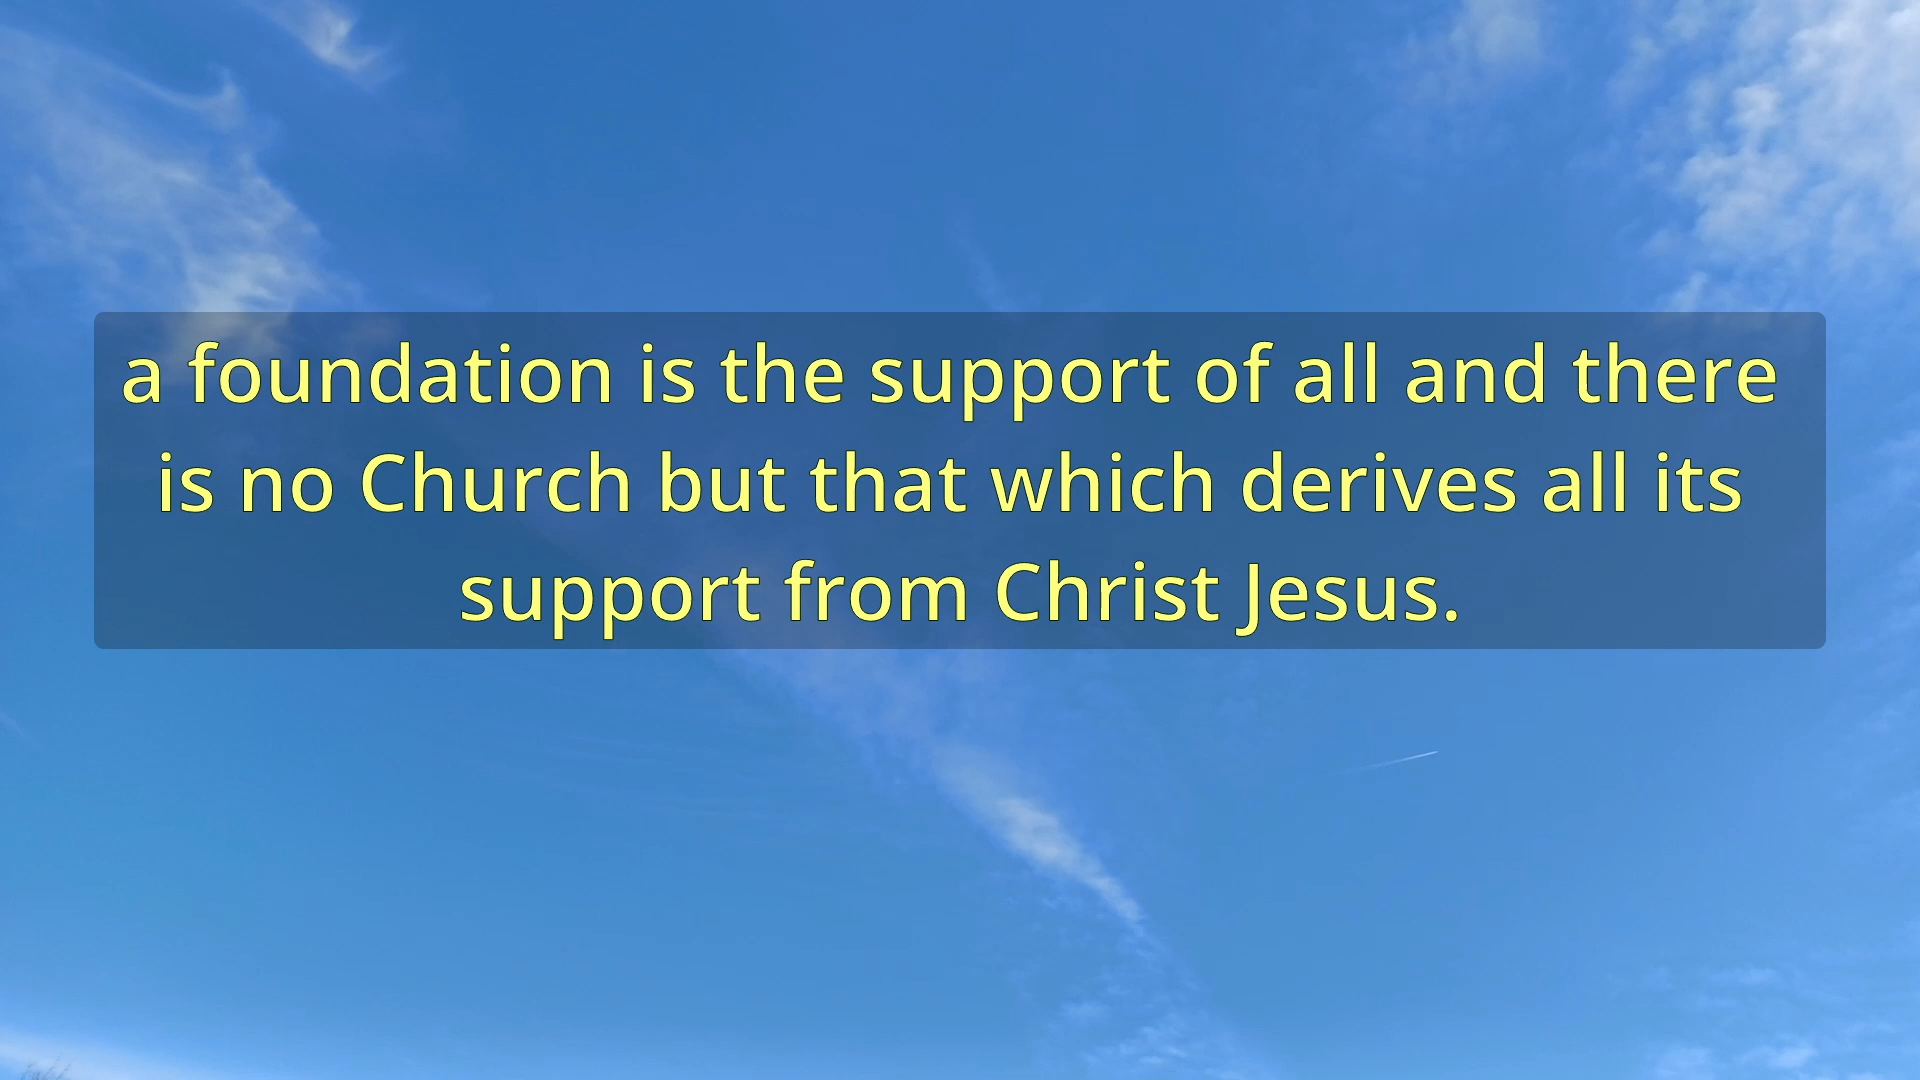 a foundation is the support of all and there
is no Church but that which derives all its
support from Christ Jesus.